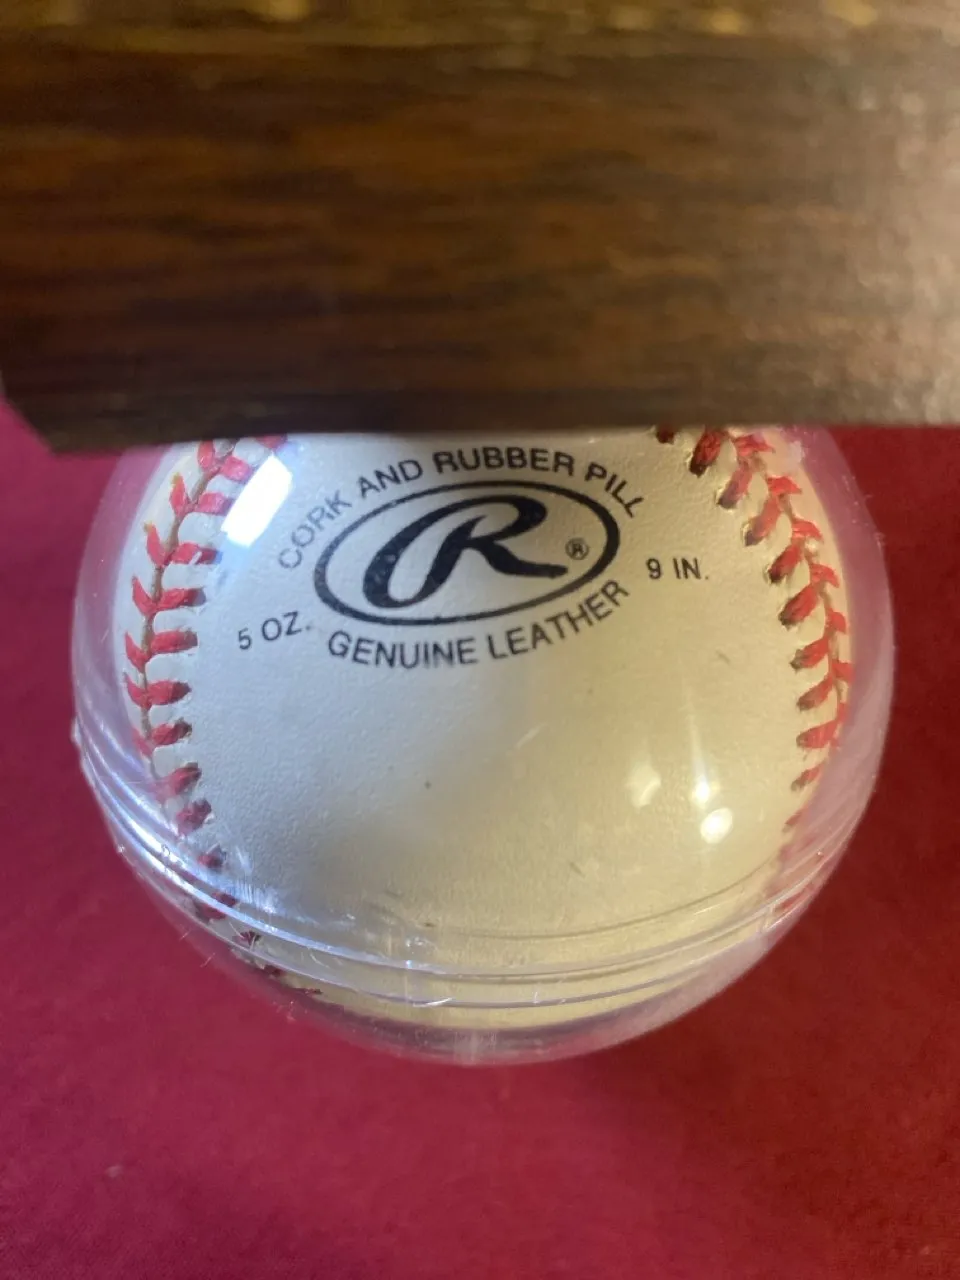 CORK AND RUBBER PILL
R®
5 OZ.
9 IN.
GENUINE LEATHER